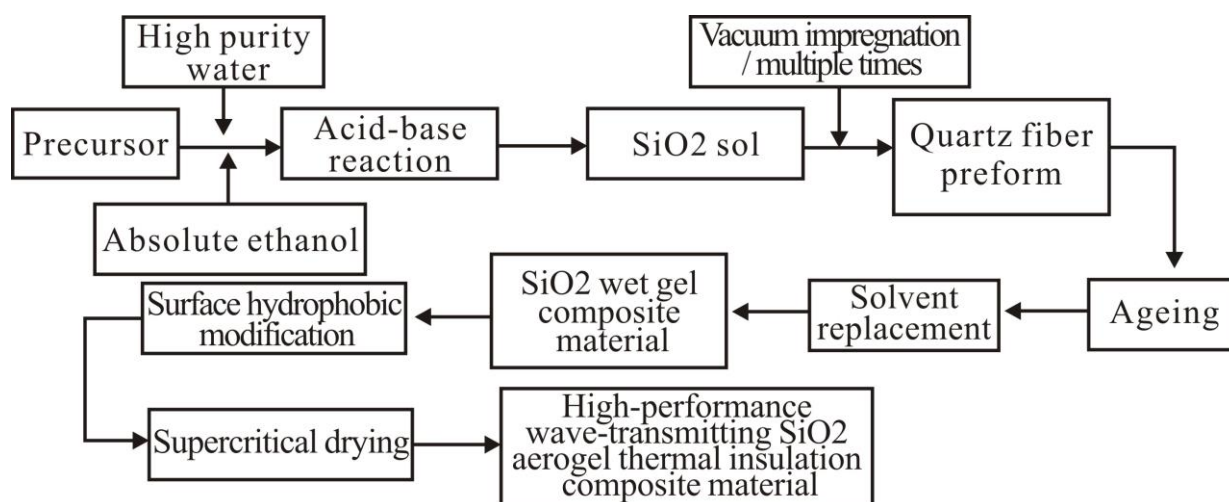 High purity
water
Vacuum impregnation
/ multiple times
Precursor
Acid-base
reaction
SiO2 sol
Quartz fiber
preform
Absolute ethanol
Ageing
Solvent
replacement
SiO2 wet gel
composite
material
Surface hydrophobic
modification
Supercritical drying
High-performance
wave-transmitting SiO2
aerogel thermal insulation
composite material